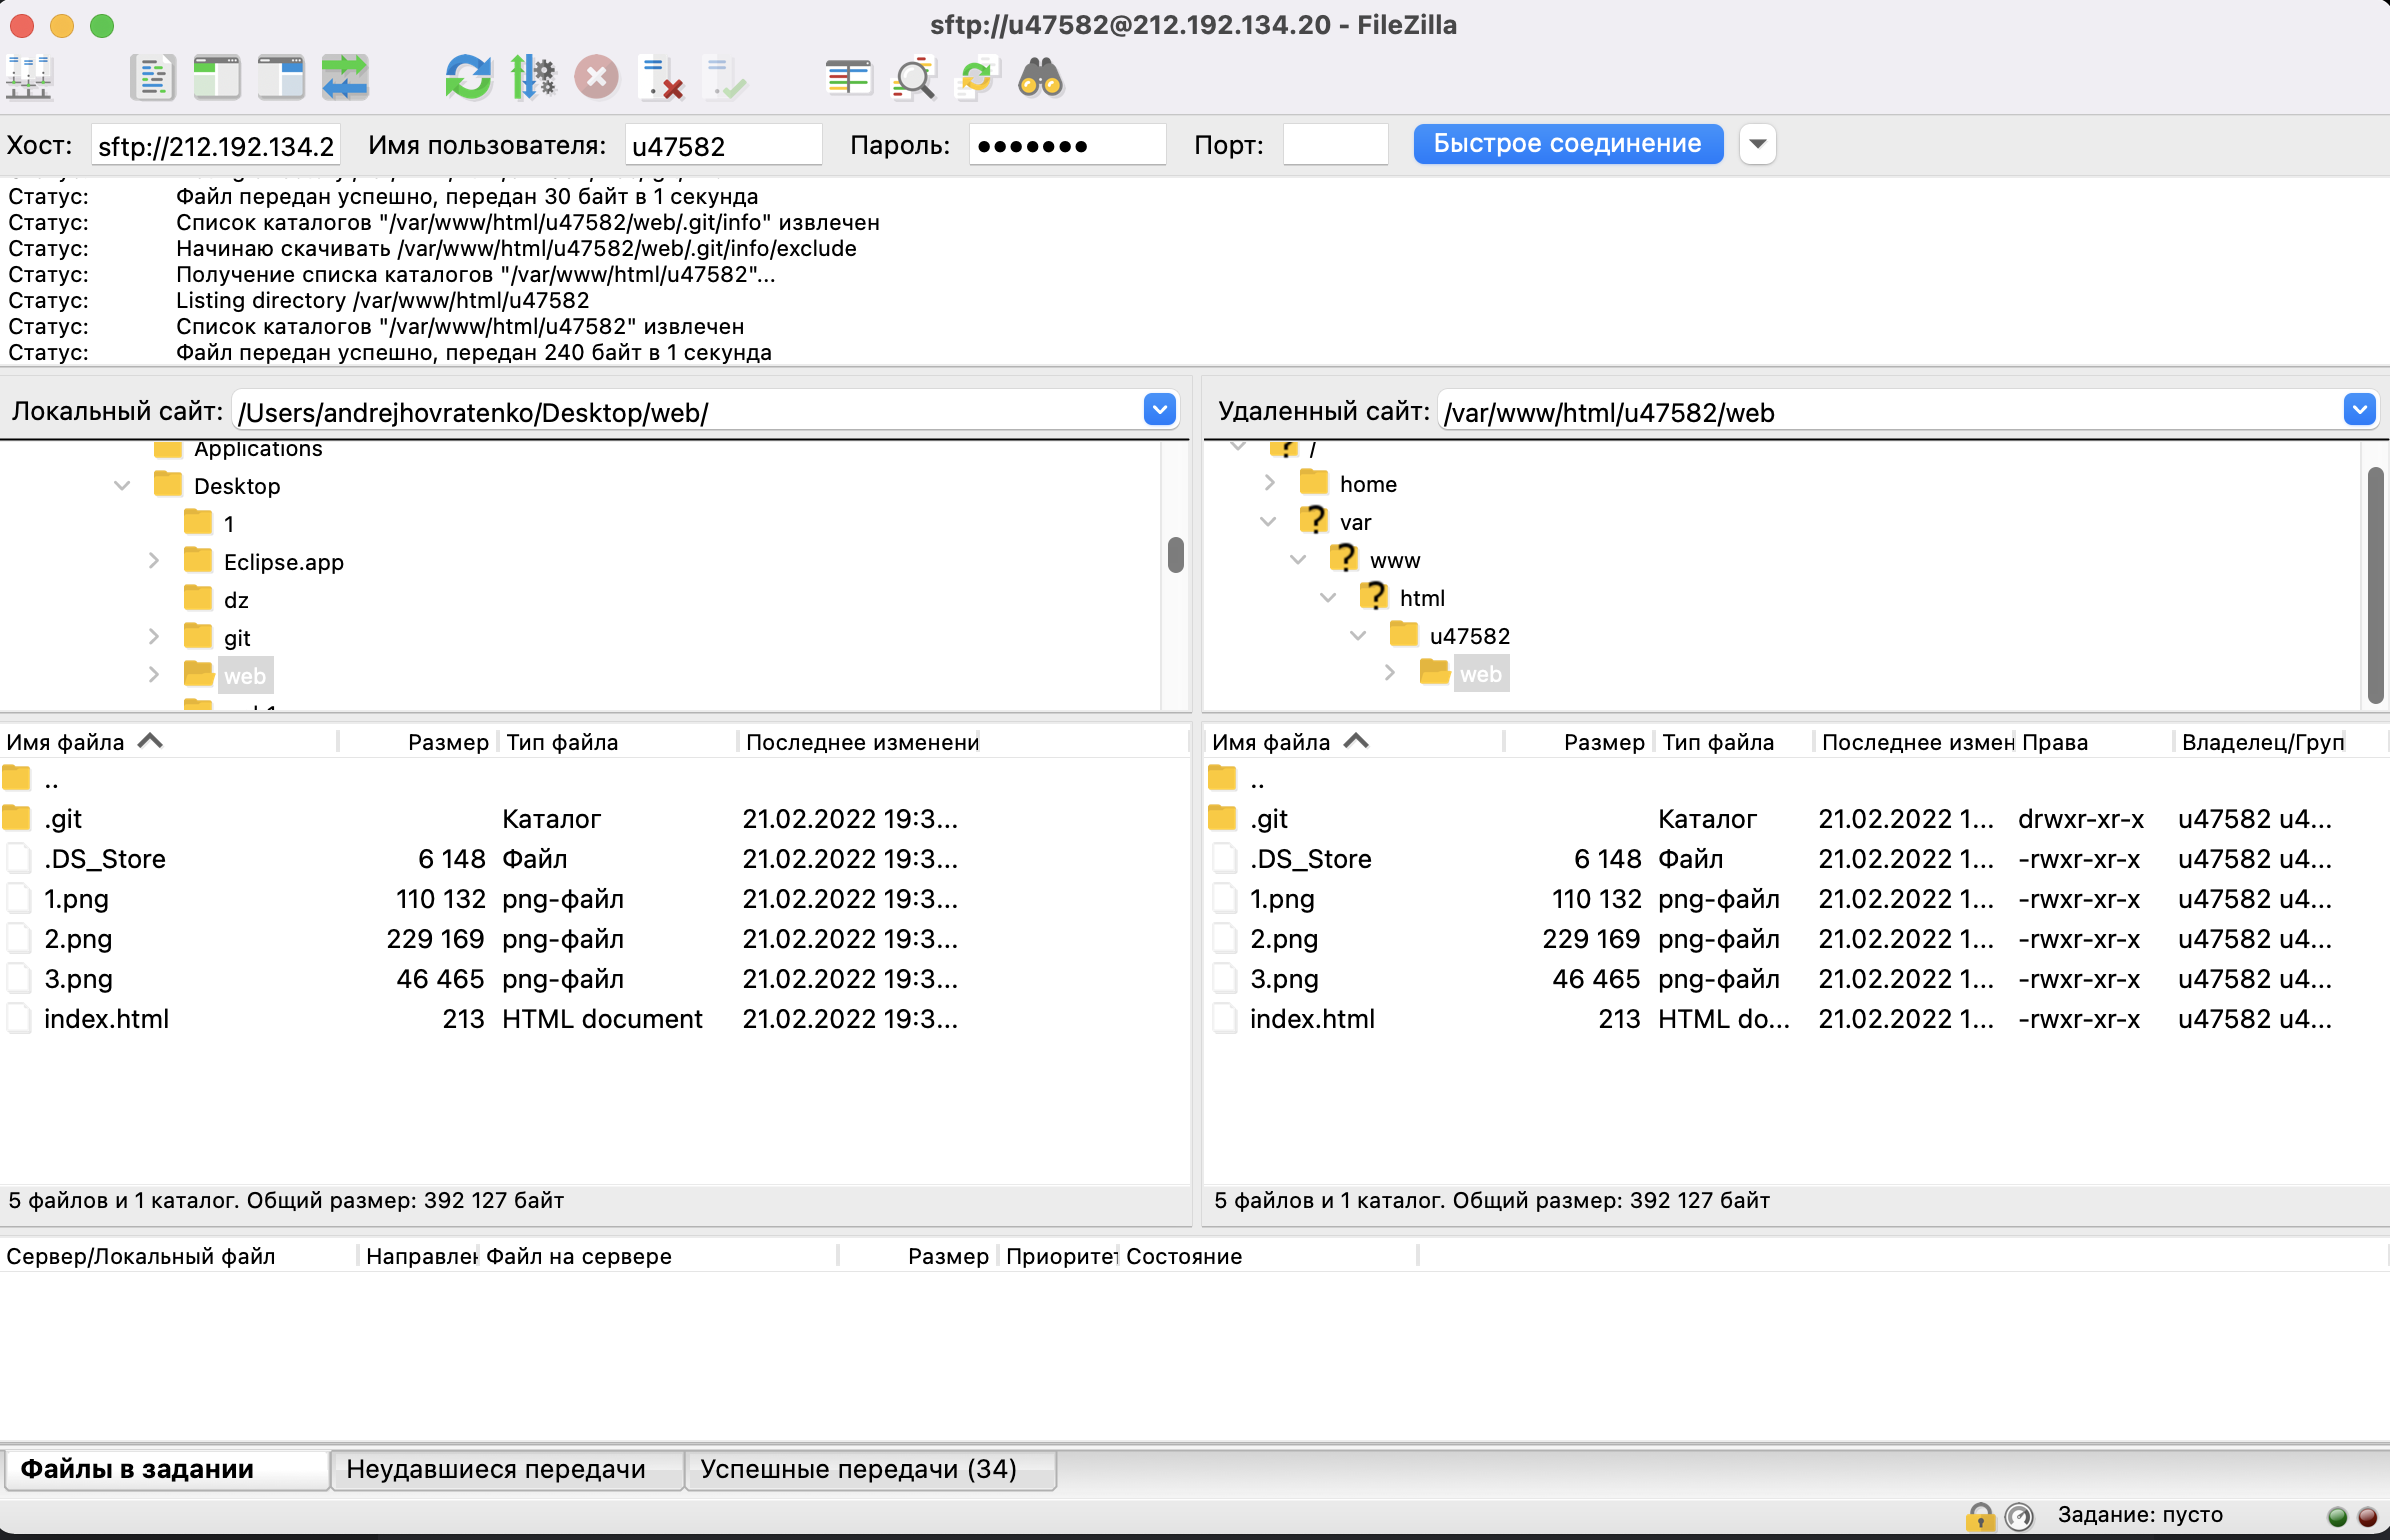 sftp://u47582@212.192.134.20 - FileZilla
Хост: sftp://212.192.134.2 Имя пользователя: u47582 Пароль: ●●●●●●● Порт: Быстрое соединение
Статус: Файл передан успешно, передан 30 байт в 1 секунда
Статус: Список каталогов "/var/www/html/u47582/web/.git/info" извлечен
Статус: Начинаю скачивать /var/www/html/u47582/web/.git/info/exclude
Статус: Получение списка каталогов "/var/www/html/u47582"...
Статус: Listing directory /var/www/html/u47582
Статус: Список каталогов "/var/www/html/u47582" извлечен
Статус: Файл передан успешно, передан 240 байт в 1 секунда
Локальный сайт: /Users/andrejhovratenko/Desktop/web/
Applications
Desktop
1
Eclipse.app
dz
git
web
Удаленный сайт: /var/www/html/u47582/web
/
home
? var
? www
? html
u47582
web
Имя файла Размер Тип файла Последнее изменени
..
.git Каталог 21.02.2022 19:3...
.DS_Store 6 148 Файл 21.02.2022 19:3...
1.png 110 132 png-файл 21.02.2022 19:3...
2.png 229 169 png-файл 21.02.2022 19:3...
3.png 46 465 png-файл 21.02.2022 19:3...
index.html 213 HTML document 21.02.2022 19:3...
5 файлов и 1 каталог. Общий размер: 392 127 байт
Имя файла Размер Тип файла Последнее измен Права Владелец/Груп
..
.git Каталог 21.02.2022 1... drwxr-xr-x u47582 u4...
.DS_Store 6 148 Файл 21.02.2022 1... -rwxr-xr-x u47582 u4...
1.png 110 132 png-файл 21.02.2022 1... -rwxr-xr-x u47582 u4...
2.png 229 169 png-файл 21.02.2022 1... -rwxr-xr-x u47582 u4...
3.png 46 465 png-файл 21.02.2022 1... -rwxr-xr-x u47582 u4...
index.html 213 HTML do... 21.02.2022 1... -rwxr-xr-x u47582 u4...
5 файлов и 1 каталог. Общий размер: 392 127 байт
Сервер/Локальный файл Направлен Файл на сервере Размер Приоритет Состояние
Файлы в задании Неудавшиеся передачи Успешные передачи (34)
Задание: пусто